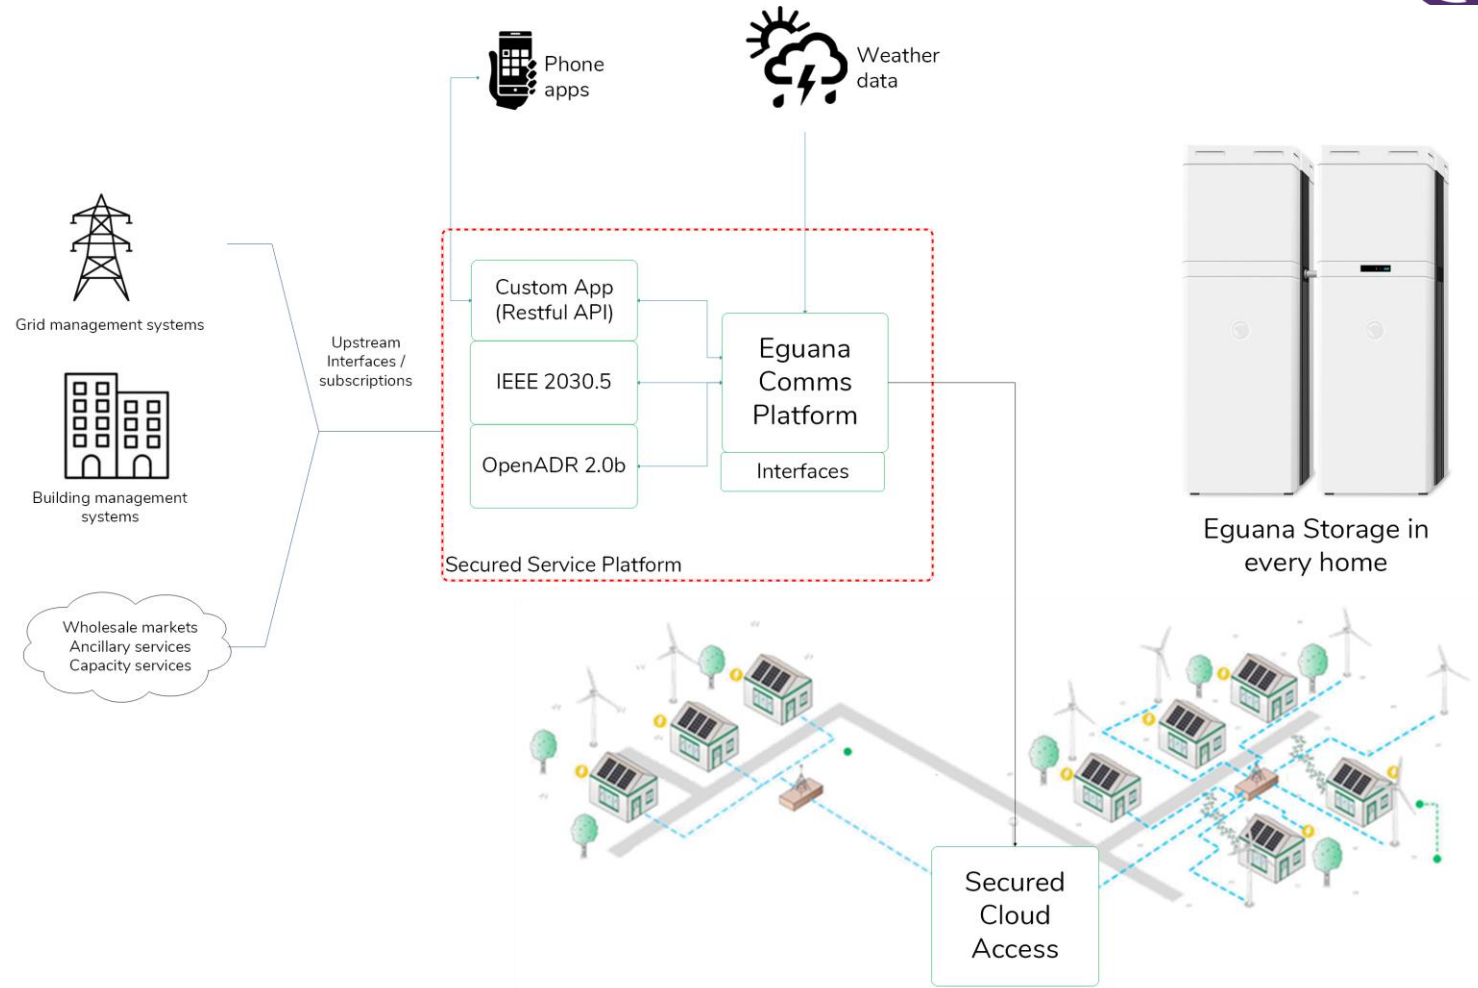 Phone
apps
Weather
data
Grid management systems
Building management
systems
Wholesale markets
Ancillary services
Capacity services
Upstream
Interfaces /
subscriptions
Custom App
(Restful API)
IEEE 2030.5
OpenADR 2.0b
Eguana
Comms
Platform
Interfaces
Secured Service Platform
Eguana Storage in
every home
Secured
Cloud
Access